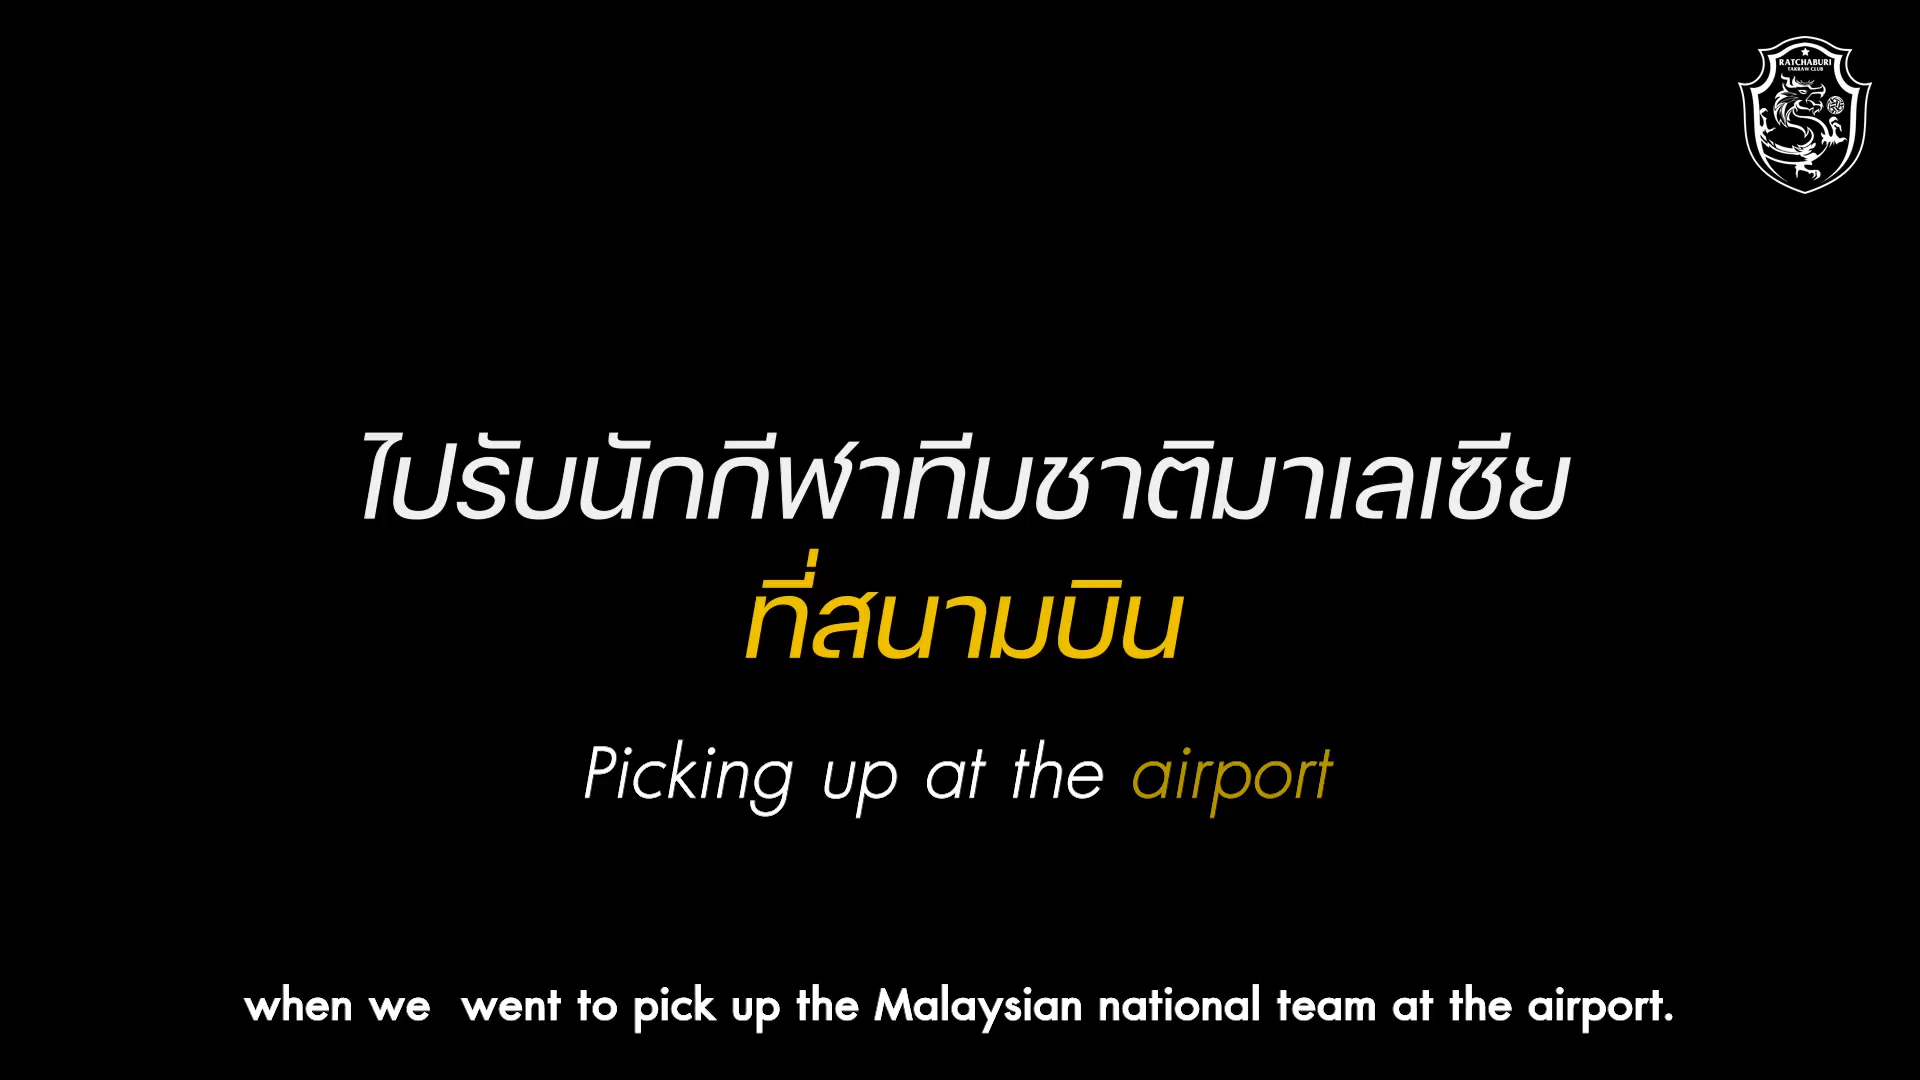 RATCHABURI
TAKRAW CLUB
ไปรับนักกีฬาทีมชาติมาเลเซีย
ที่สนามบิน
Picking up at the airport
when we  went to pick up the Malaysian national team at the airport.